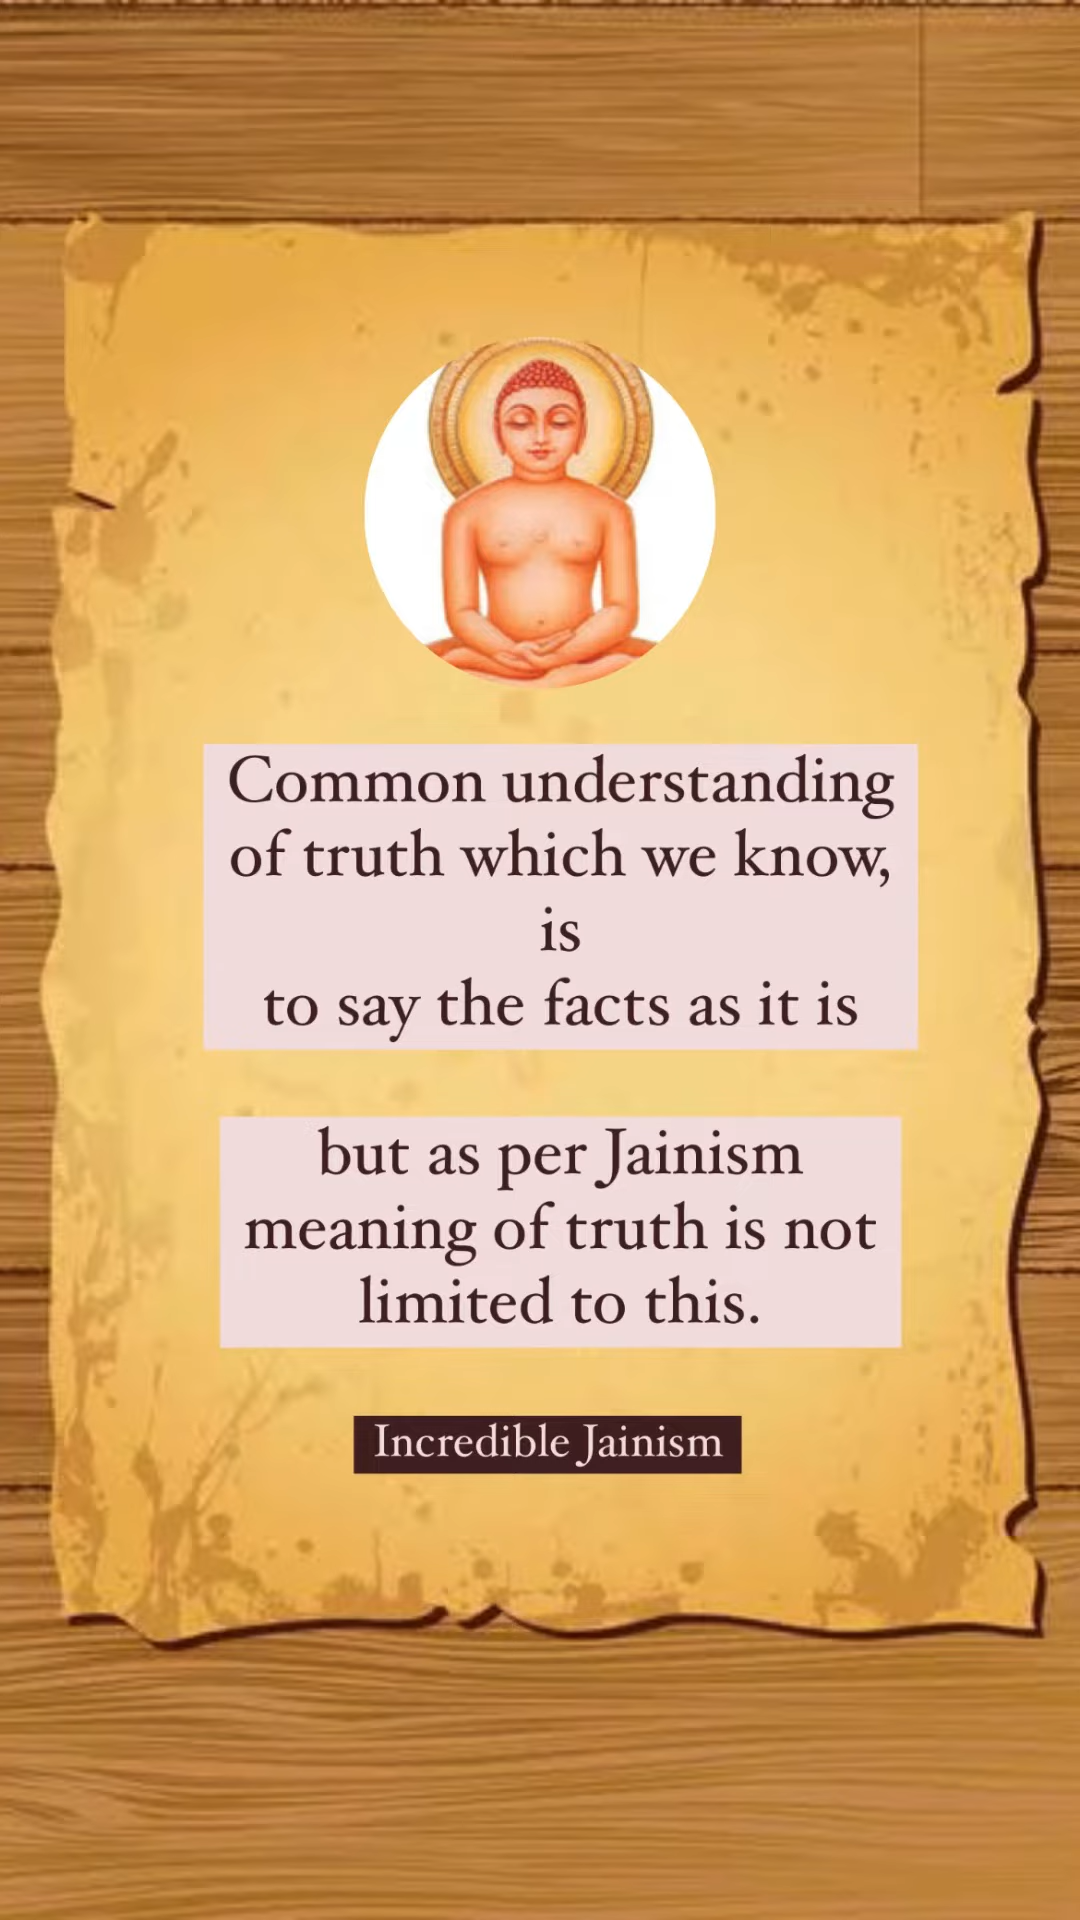 Common understanding
of truth which we know,
is
to say the facts as it is
but as per Jainism
meaning of truth is not
limited to this.
Incredible Jainism